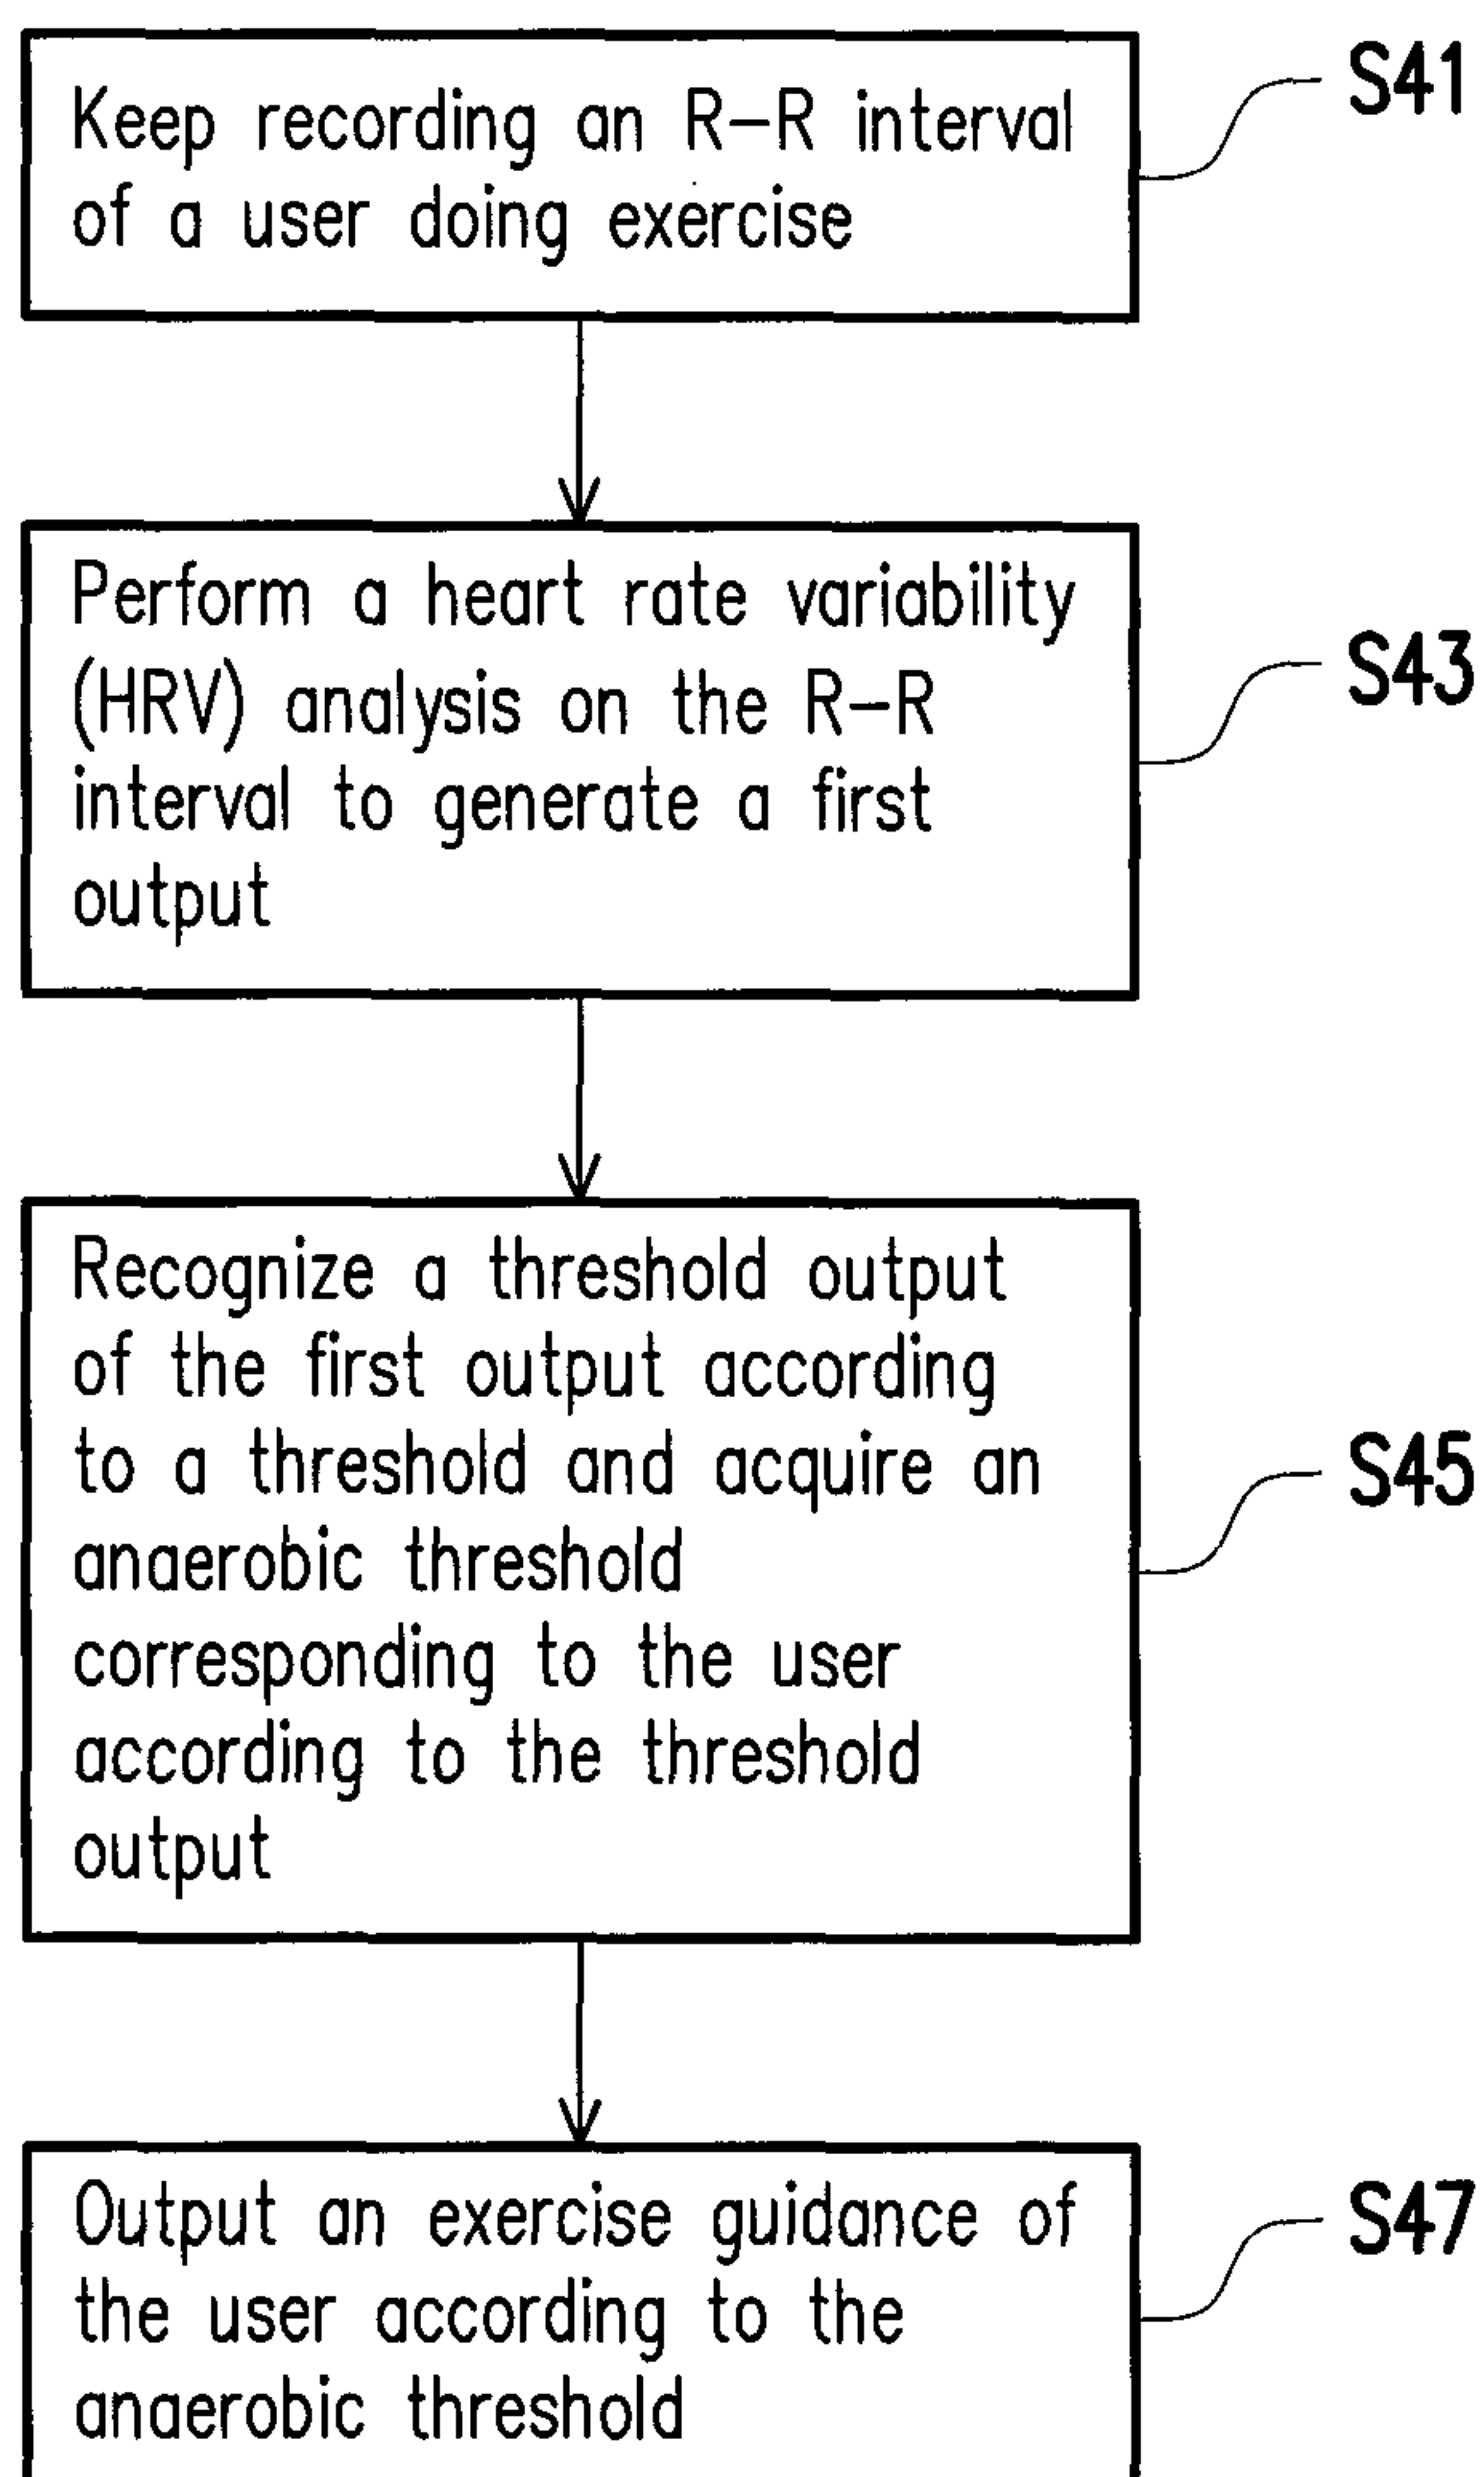 Keep recording an R-R interval
of a user doing exercise
S41
Perform a heart rate variability
(HRV) analysis on the R-R
interval to generate a first
output
S43
Recognize a threshold output
of the first output according
to a threshold and acquire an
anaerobic threshold
corresponding to the user
according to the threshold
output
S45
Output an exercise guidance of
the user according to the
anaerobic threshold
S47